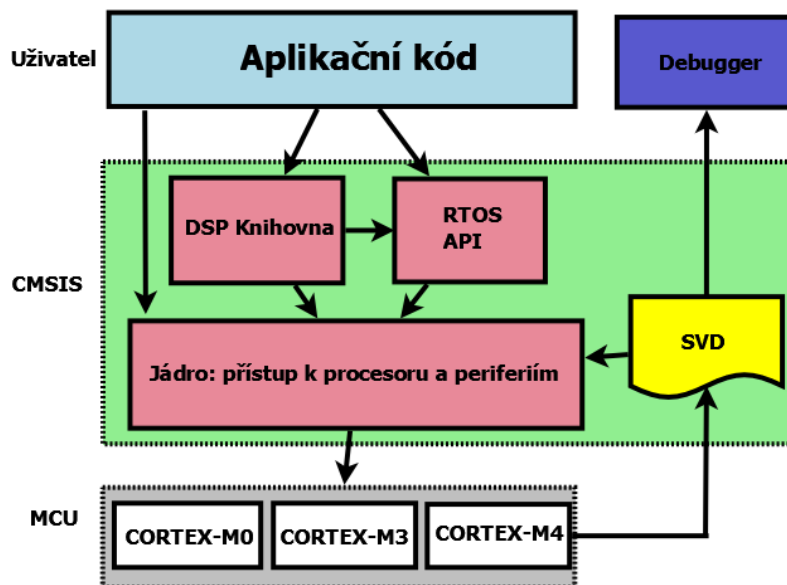 Uživatel
Aplikační kód
Debugger
DSP Knihovna
RTOS
API
CMSIS
SVD
Jádro: přístup k procesoru a periferiím
MCU
CORTEX-M0
CORTEX-M3
CORTEX-M4